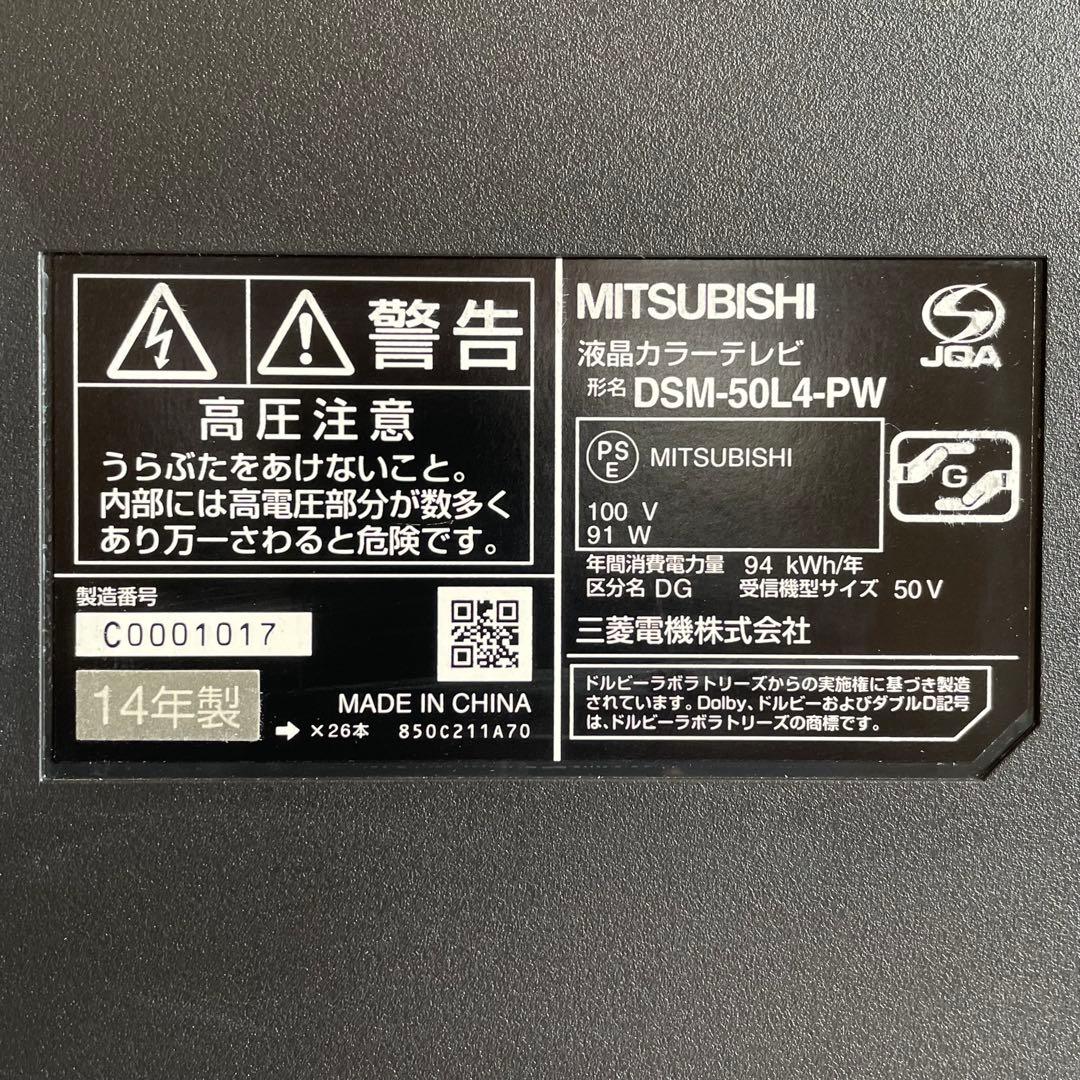 警告
高圧注意
うらぶたをあけないこと。
内部には高電圧部分が数多く
あり万一さわると危険です。
製造番号
C0001017
14年製
MADE IN CHINA
➡ ×26本 850C211A70
MITSUBISHI
JQA
液晶カラーテレビ
形名 DSM-50L4-PW
PS
E
MITSUBISHI
G
100 V
91 W
年間消費電力量 94 kWh/年
区分名 DG 受信機型サイズ 50V
三菱電機株式会社
ドルビーラボラトリーズからの実施権に基づき製造
されています。Dolby、ドルビーおよびダブルD記号
は、ドルビーラボラトリーズの商標です。